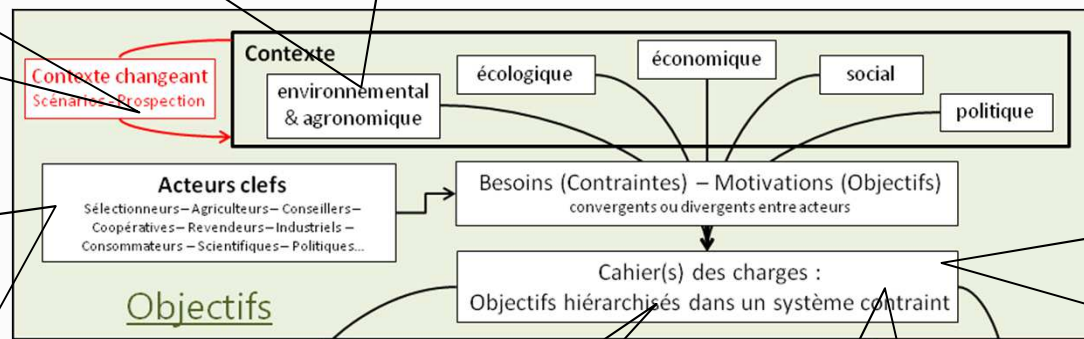 Contexte
Contexte changeant
Scénarios - Prospection
environnemental
& agronomique
écologique
économique
social
politique
Acteurs clefs
Sélectionneurs – Agriculteurs – Conseillers –
Coopératives – Revendeurs – Industriels –
Consommateurs – Scientifiques – Politiques...
Besoins (Contraintes) – Motivations (Objectifs)
convergents ou divergents entre acteurs
Cahier(s) des charges :
Objectifs hiérarchisés dans un système contraint
Objectifs